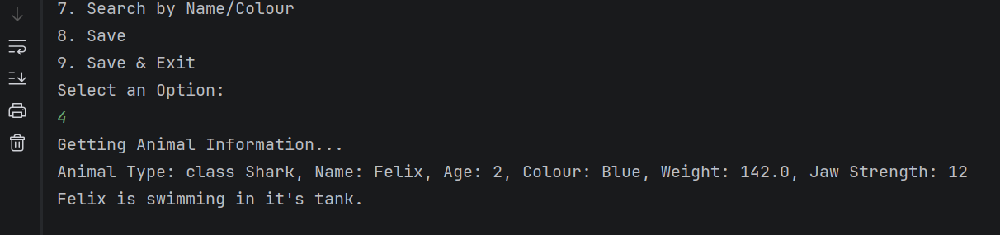 7. Search by Name/Colour
8. Save
9. Save & Exit
Select an Option:
4
Getting Animal Information...
Animal Type: class Shark, Name: Felix, Age: 2, Colour: Blue, Weight: 142.0, Jaw Strength: 12
Felix is swimming in it's tank.